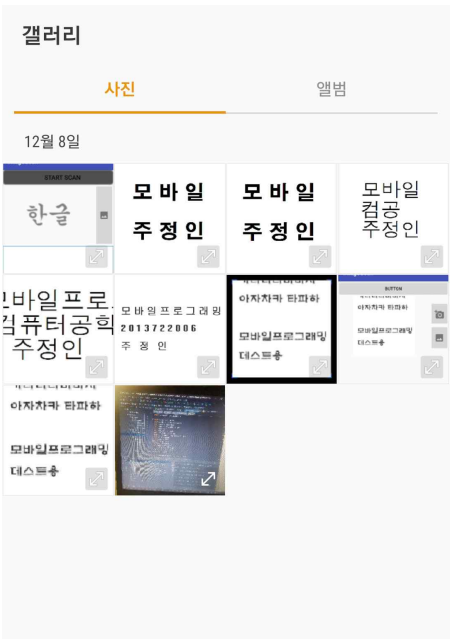 갤러리
사진 앨범
12월 8일
START SCAN
한글
모바일
주정인
모바일
주정인
모바일
컴공
주정인
바일프로
컴퓨터공학
주정인
모바일프로그래밍
2013722006
주 정 인
아자차카 타파하
모바일프로그래밍
데스트용
BUTTON
아자차카 타파하
모바일프로그래밍
데스트용
아자차카 타파하
모바일프로그래밍
데스트용